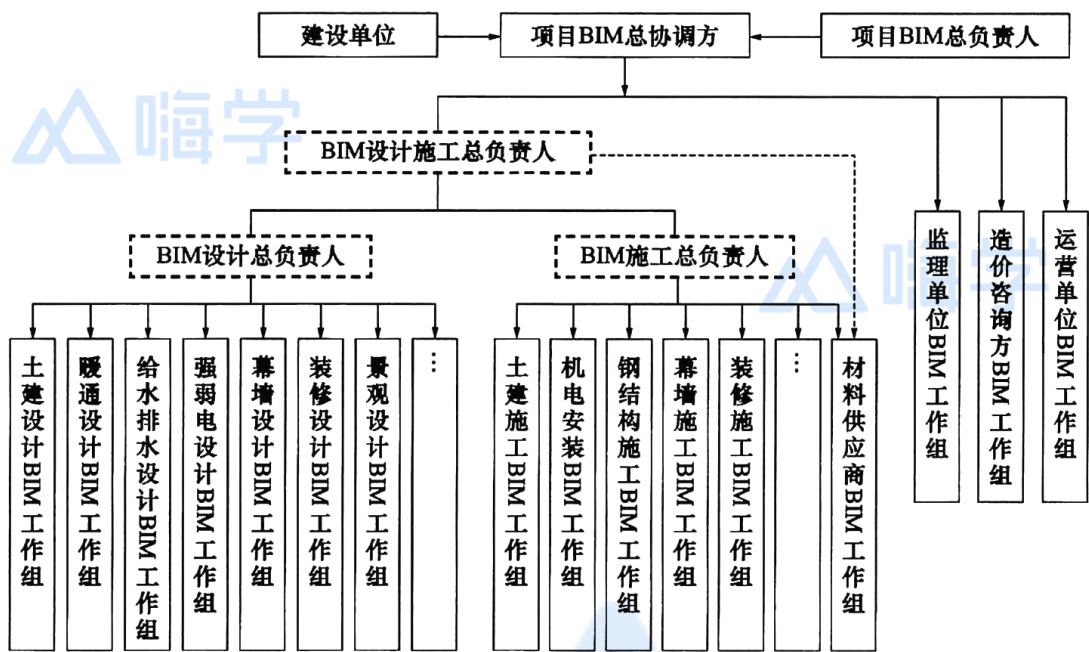 建设单位
项目BIM总协调方
项目BIM总负责人
BIM设计施工总负责人
BIM设计总负责人
BIM施工总负责人
土建设计BIM工作组
暖通设计BIM工作组
给水排水设计BIM工作组
强弱电设计BIM工作组
幕墙设计BIM工作组
装修设计BIM工作组
景观设计BIM工作组
…
土建施工BIM工作组
机电安装BIM工作组
钢结构施工BIM工作组
幕墙施工BIM工作组
装修施工BIM工作组
…
材料供应商BIM工作组
监理单位BIM工作组
造价咨询方BIM工作组
运营单位BIM工作组
嗨学
嗨学